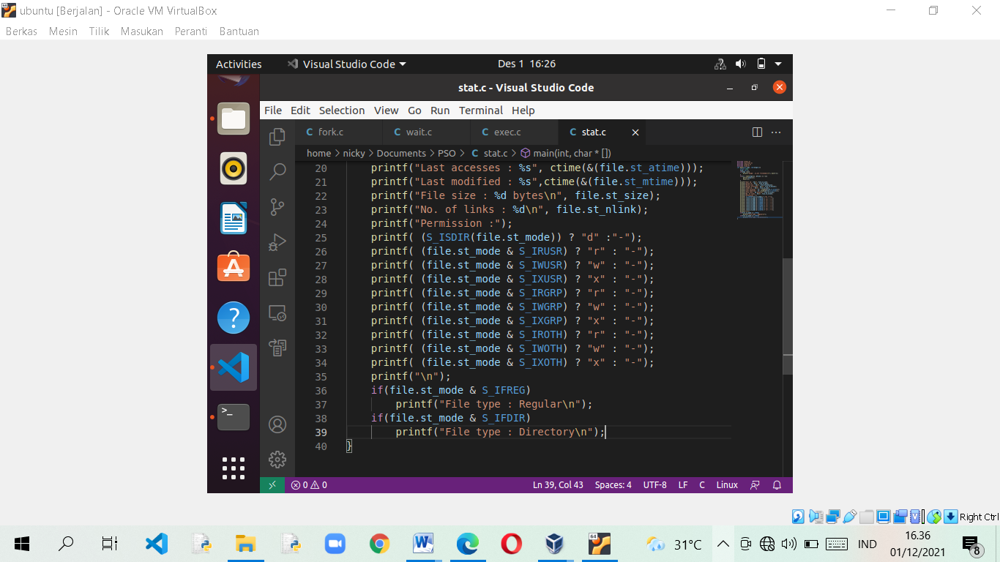 ubuntu [Berjalan] - Oracle VM VirtualBox
Berkas Mesin Tilik Masukan Peranti Bantuan
Activities Visual Studio Code Des 1 16:26
stat.c - Visual Studio Code
File Edit Selection View Go Run Terminal Help
C fork.c C wait.c C exec.c C stat.c
home > nicky > Documents > PSO > C stat.c > main(int, char * [])
20 printf("Last accesses : %s", ctime(&(file.st_atime)));
21 printf("Last modified : %s",ctime(&(file.st_mtime)));
22 printf("File size : %d bytes\n", file.st_size);
23 printf("No. of links : %d\n", file.st_nlink);
24 printf("Permission :");
25 printf( (S_ISDIR(file.st_mode)) ? "d" :"-");
26 printf( (file.st_mode & S_IRUSR) ? "r" : "-");
27 printf( (file.st_mode & S_IWUSR) ? "w" : "-");
28 printf( (file.st_mode & S_IXUSR) ? "x" : "-");
29 printf( (file.st_mode & S_IRGRP) ? "r" : "-");
30 printf( (file.st_mode & S_IWGRP) ? "w" : "-");
31 printf( (file.st_mode & S_IXGRP) ? "x" : "-");
32 printf( (file.st_mode & S_IROTH) ? "r" : "-");
33 printf( (file.st_mode & S_IWOTH) ? "w" : "-");
34 printf( (file.st_mode & S_IXOTH) ? "x" : "-");
35 printf("\n");
36 if(file.st_mode & S_IFREG)
37 printf("File type : Regular\n");
38 if(file.st_mode & S_IFDIR)
39 printf("File type : Directory\n");
40 }
0 0 Ln 39, Col 43 Spaces: 4 UTF-8 LF C Linux
Right Ctrl
31°C IND 16.36
01/12/2021
8
64